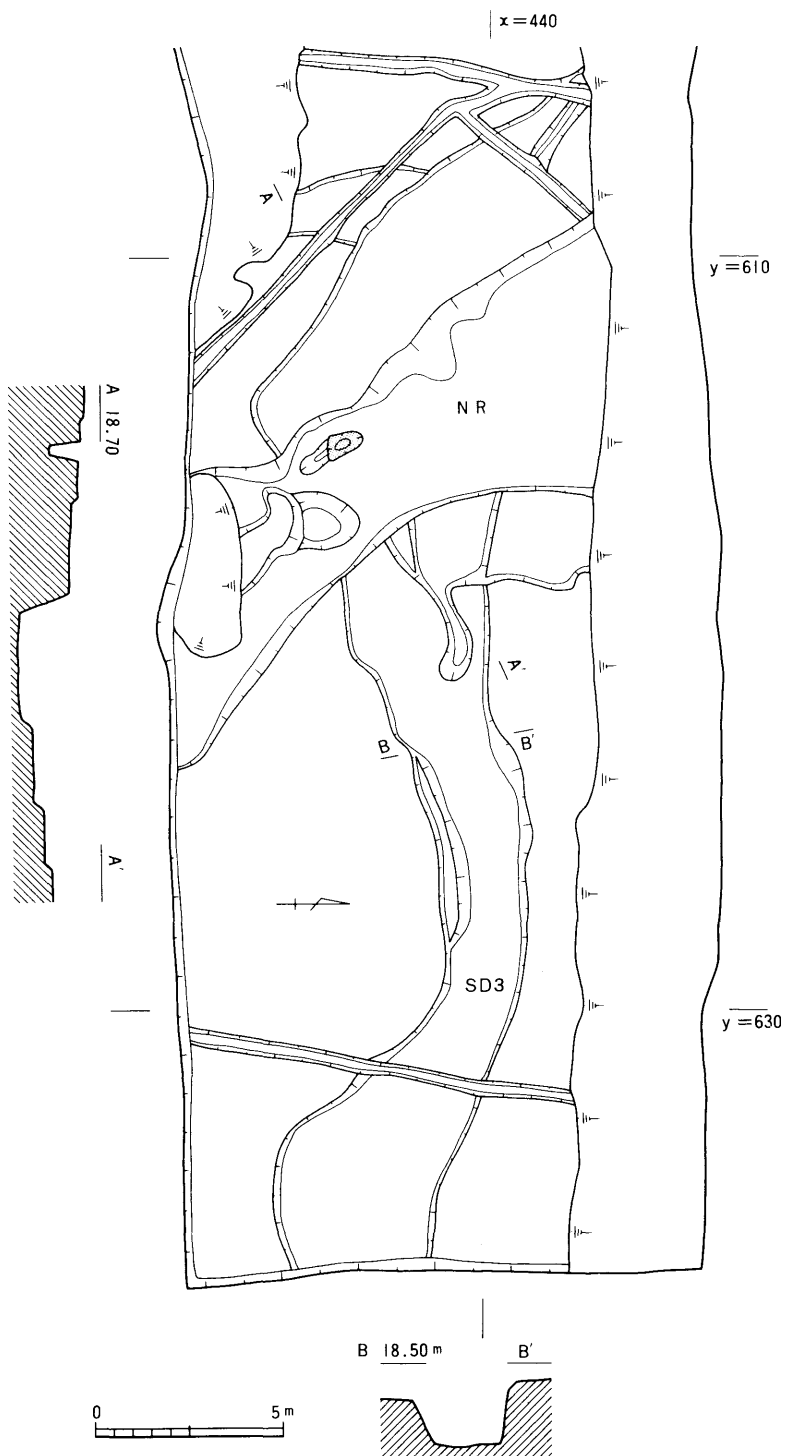 x = 440
A
y = 610
A 18.70
NR
A'
B
B'
A'
SD3
y = 630
B 18.50 m B'
0 5 m